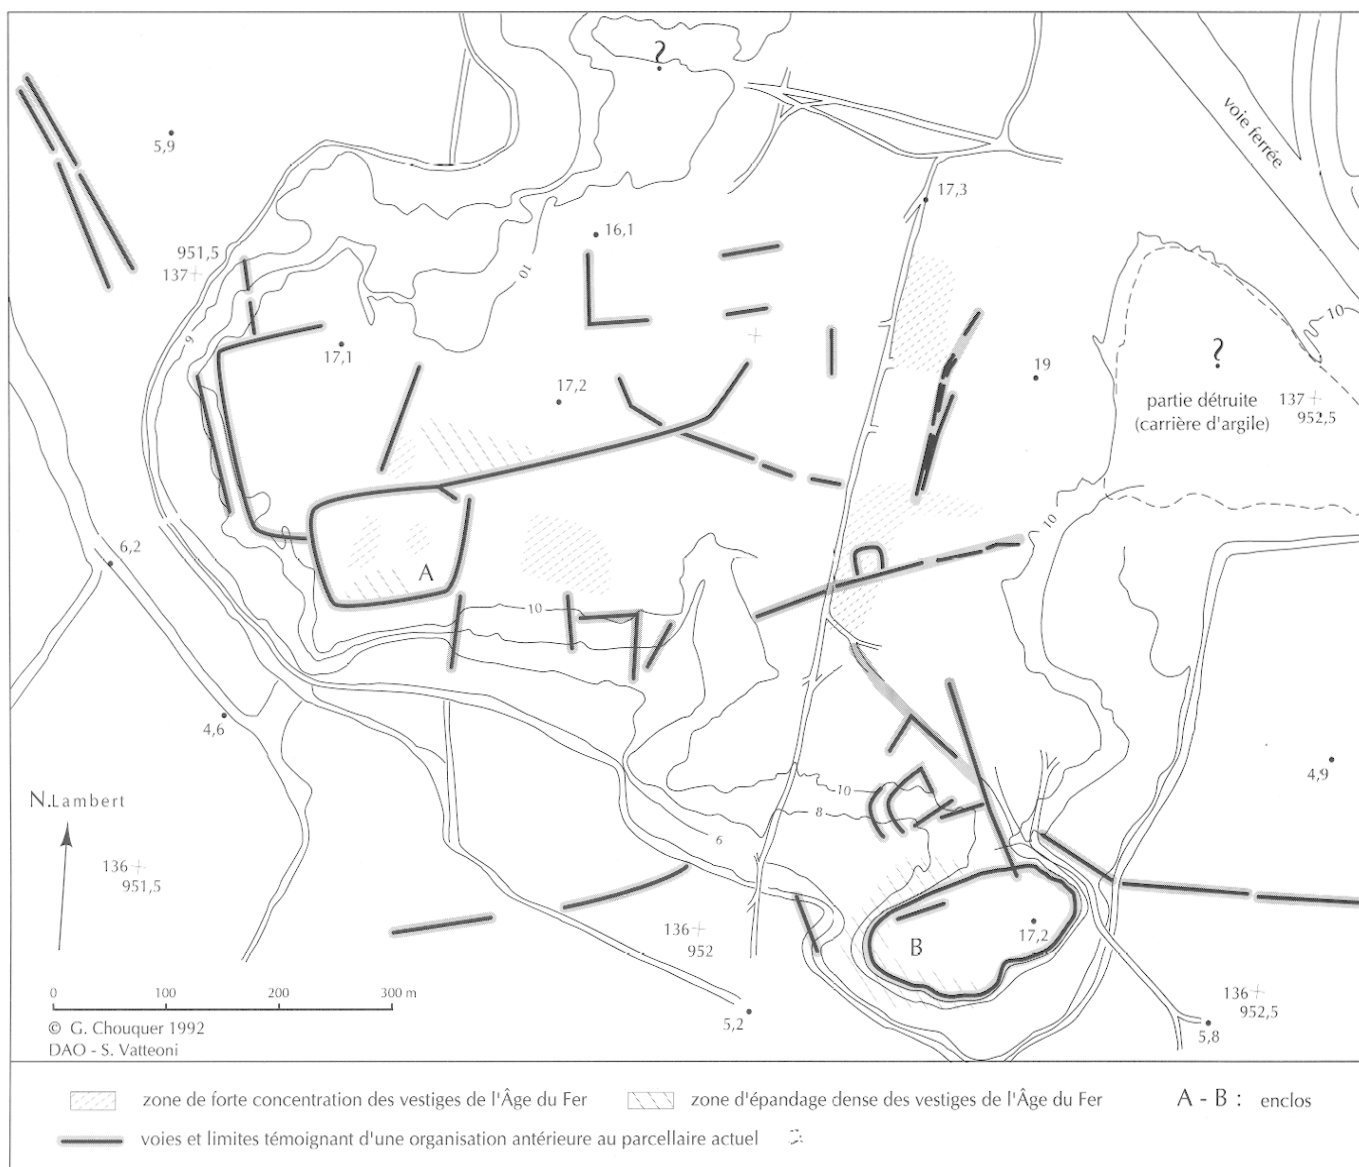 ?
voie ferrée
5,9
17,3
16,1
951,5
137
10
10
9
17,1
19
?
17,2
partie détruite
(carrière d'argile)
137
952,5
10
6,2
A
10
4,6
10
8
6
4,9
N. Lambert
136
951,5
136
952
B
17,2
0 100 200 300 m
136
952,5
5,2
5,8
© G. Chouquer 1992
DAO - S. Vatteoni
zone de forte concentration des vestiges de l'Âge du Fer
zone d'épandage dense des vestiges de l'Âge du Fer
A - B : enclos
voies et limites témoignant d'une organisation antérieure au parcellaire actuel